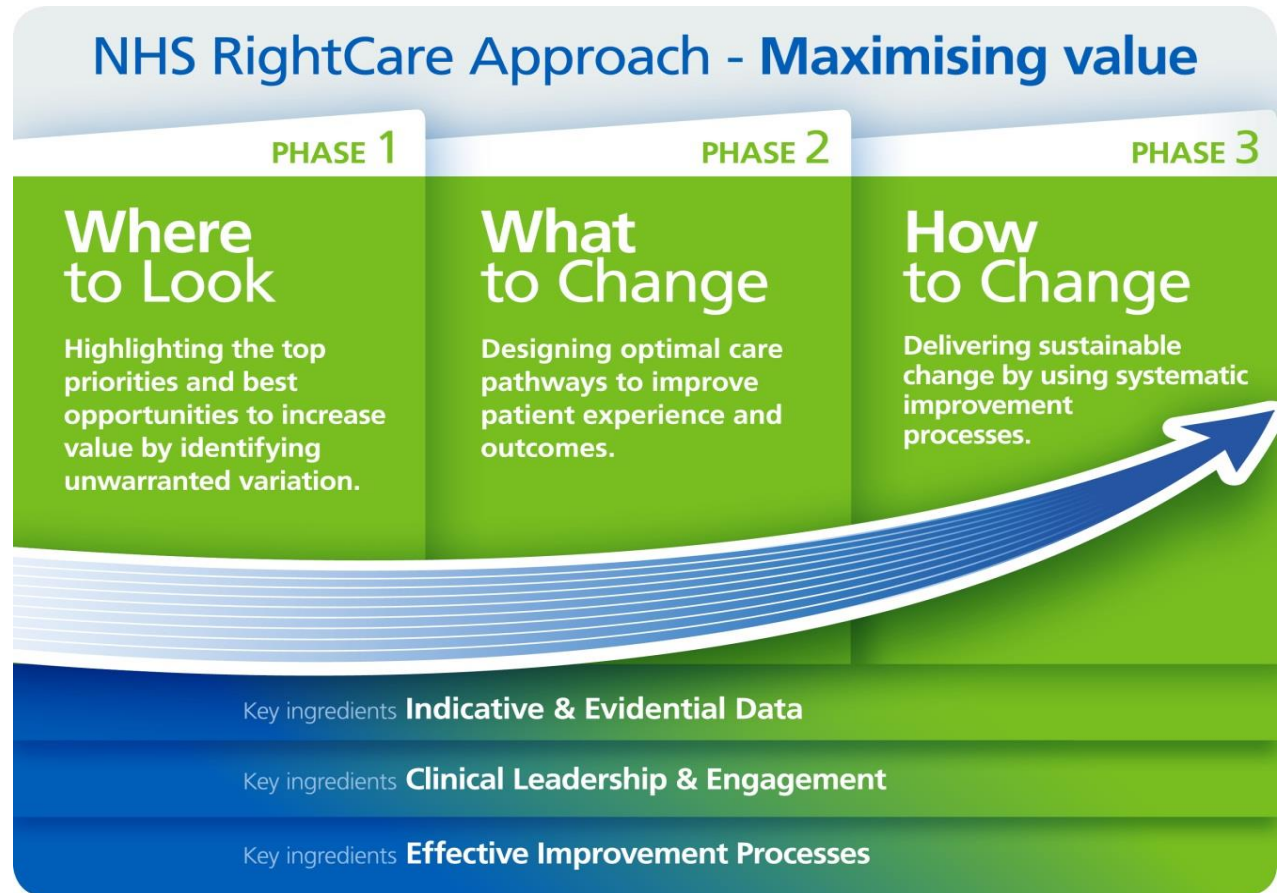 NHS RightCare Approach - Maximising value
PHASE 1
Where
to Look
Highlighting the top
priorities and best
opportunities to increase
value by identifying
unwarranted variation.
PHASE 2
What
to Change
Designing optimal care
pathways to improve
patient experience and
outcomes.
PHASE 3
How
to Change
Delivering sustainable
change by using systematic
improvement
processes.
Key ingredients Indicative & Evidential Data
Key ingredients Clinical Leadership & Engagement
Key ingredients Effective Improvement Processes